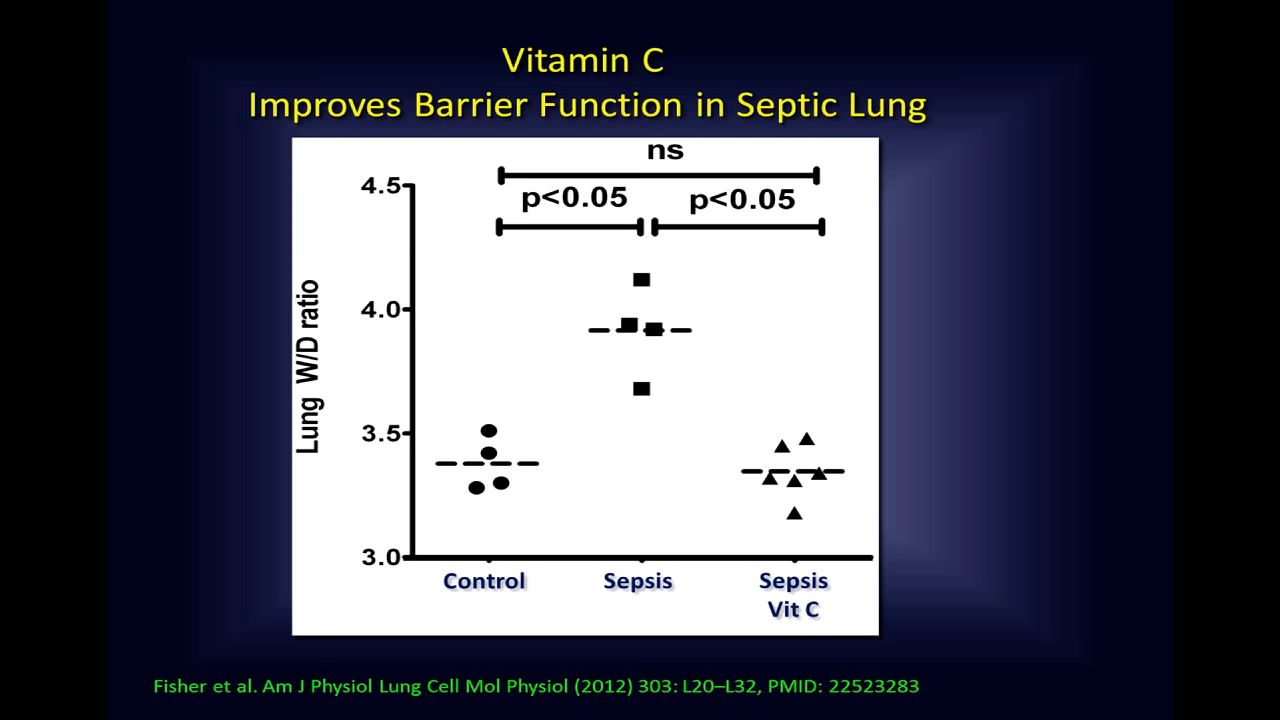 Vitamin C
Improves Barrier Function in Septic Lung
ns
p<0.05 p<0.05
4.5
4.0
3.5
3.0
Lung W/D ratio
Control Sepsis Sepsis
Vit C
Fisher et al. Am J Physiol Lung Cell Mol Physiol (2012) 303: L20–L32, PMID: 22523283